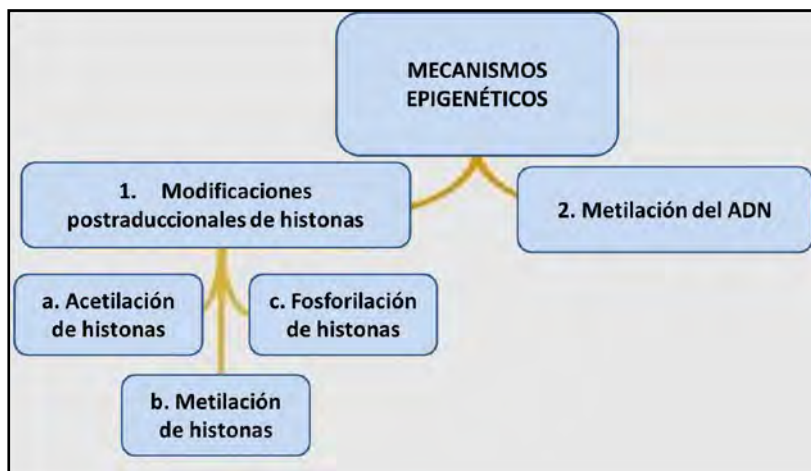 MECANISMOS
EPIGENÉTICOS
1. Modificaciones
postraduccionales de histonas
2. Metilación del ADN
a. Acetilación
de histonas
c. Fosforilación
de histonas
b. Metilación
de histonas